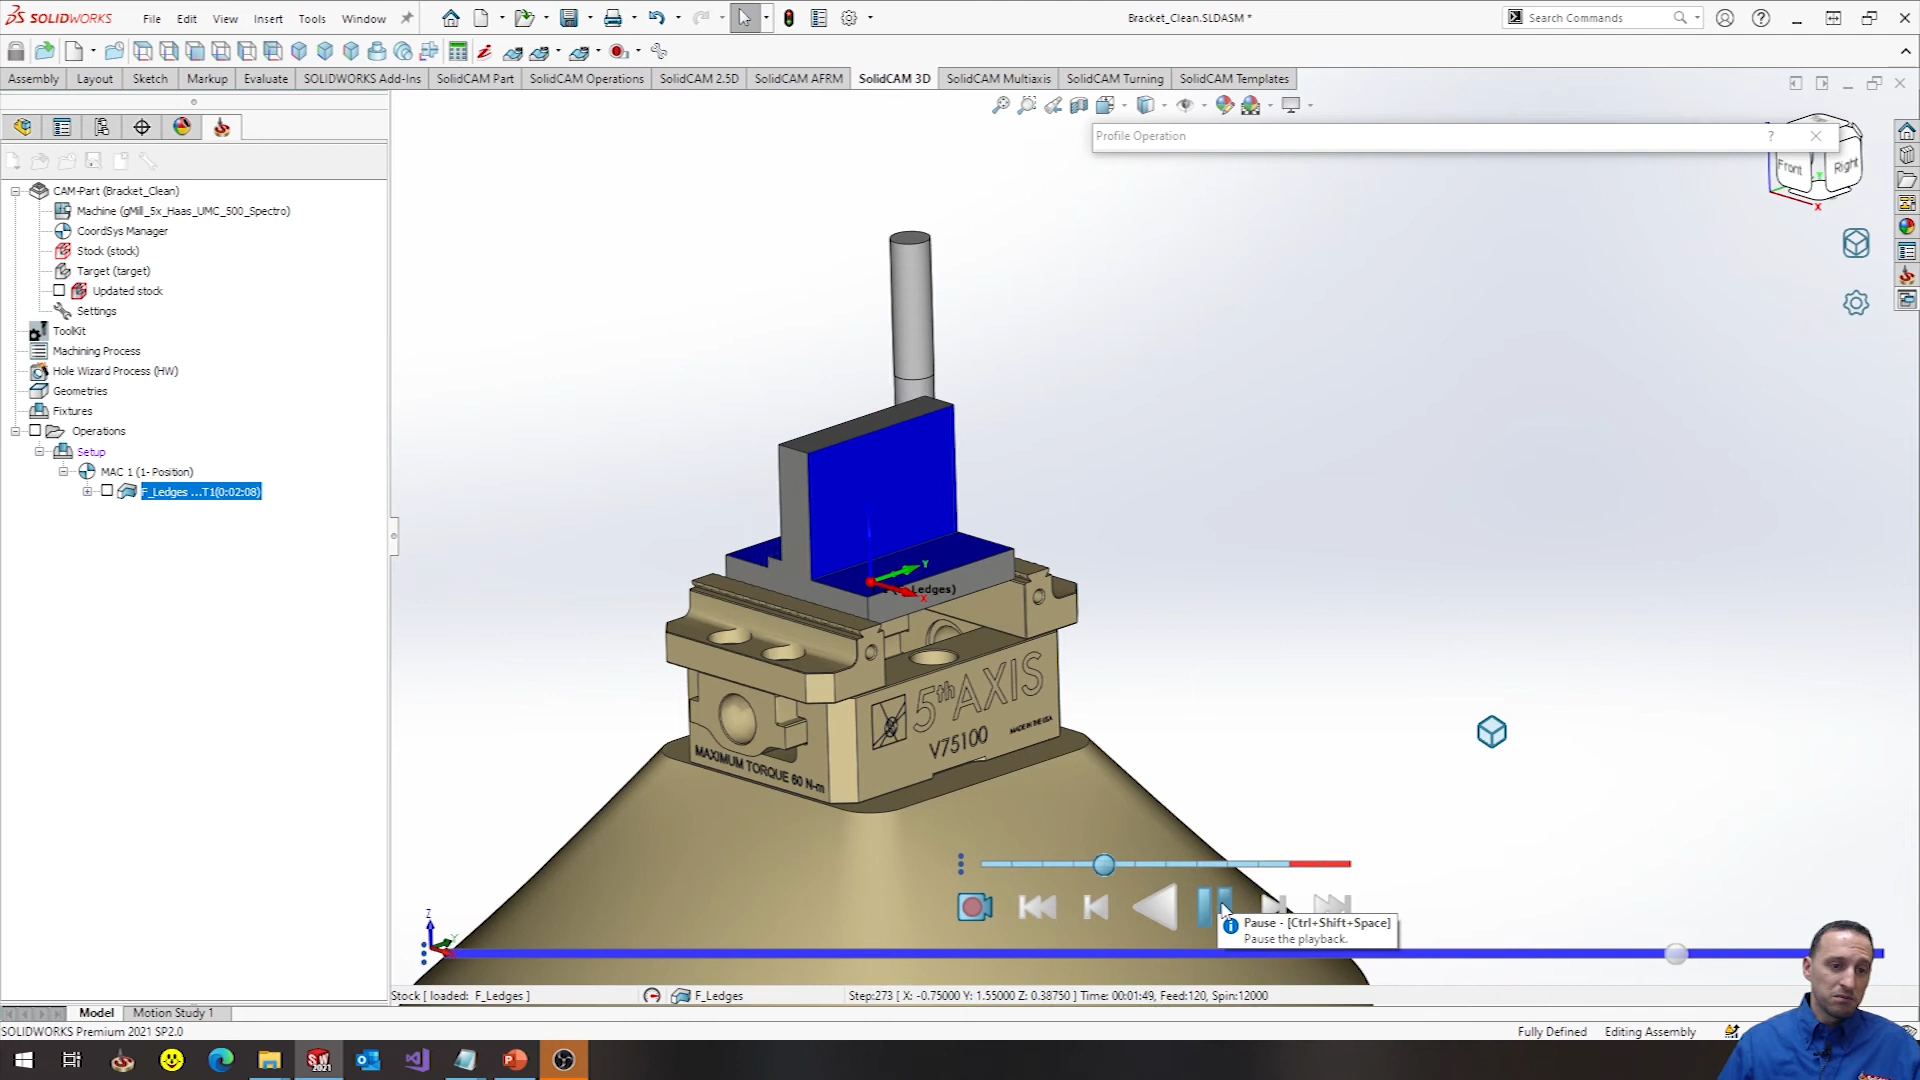 SOLIDWORKS File Edit View Insert Tools Window Bracket_Clean.SLDASM * Search Commands
Assembly Layout Sketch Markup Evaluate SOLIDWORKS Add-Ins SolidCAM Part SolidCAM Operations SolidCAM 2.5D SolidCAM AFRM SolidCAM 3D SolidCAM Multiaxis SolidCAM Turning SolidCAM Templates
Profile Operation
Front Right
X
CAM-Part (Bracket_Clean)
Machine (gMill_5x_Haas_UMC_500_Spectro)
CoordSys Manager
Stock (stock)
Target (target)
Updated stock
Settings
ToolKit
Machining Process
Hole Wizard Process (HW)
Geometries
Fixtures
Operations
Setup
MAC 1 (1- Position)
F_Ledges ...T1(0:02:08)
Y
Ledges)
X
5th AXIS
V75100
MADE IN THE USA
MAXIMUM TORQUE 60 N-m
Pause - [Ctrl+Shift+Space]
Pause the playback.
Z
Y
Stock [ loaded: F_Ledges ] F_Ledges Step:273 [ X: -0.75000 Y: 1.55000 Z: 0.38750 ] Time: 00:01:49, Feed:120, Spin:12000
Model Motion Study 1
SOLIDWORKS Premium 2021 SP2.0 Fully Defined Editing Assembly